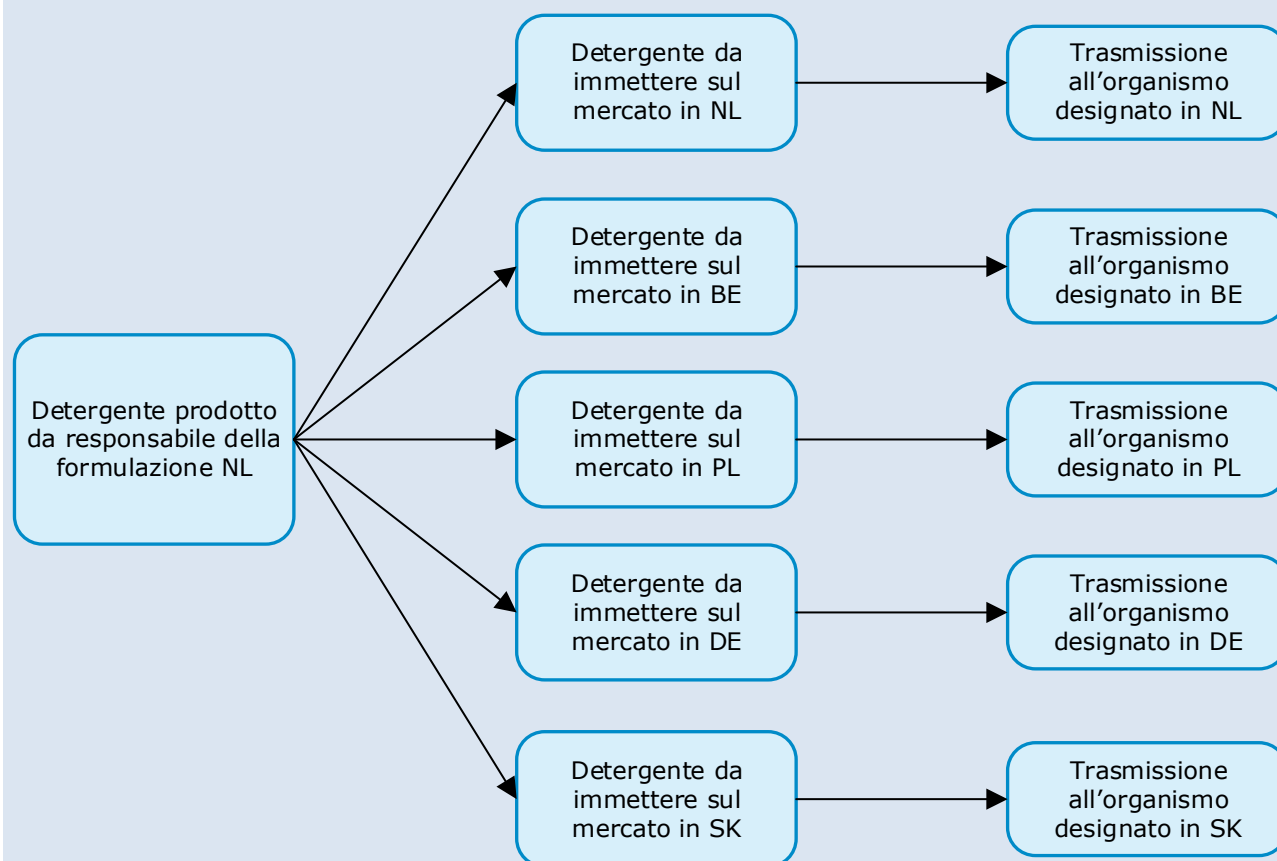 Detergente prodotto
da responsabile della
formulazione NL
Detergente da
immettere sul
mercato in NL
Trasmissione
all’organismo
designato in NL
Detergente da
immettere sul
mercato in BE
Trasmissione
all’organismo
designato in BE
Detergente da
immettere sul
mercato in PL
Trasmissione
all’organismo
designato in PL
Detergente da
immettere sul
mercato in DE
Trasmissione
all’organismo
designato in DE
Detergente da
immettere sul
mercato in SK
Trasmissione
all’organismo
designato in SK